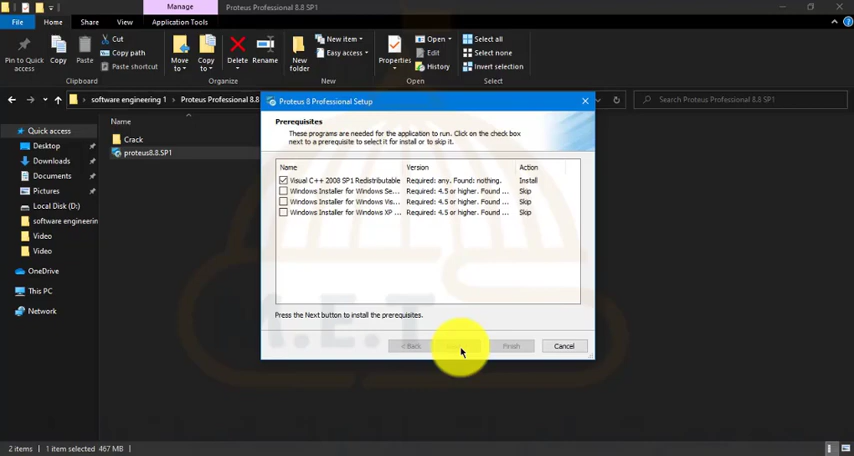 Manage
Proteus Professional 8.8 SP1
File
Home
Share
View
Application Tools
Pin to Quick access
Copy
Paste
Cut
Copy path
Paste shortcut
Move to
Copy to
Delete
Rename
New folder
New item
Easy access
Properties
Open
Edit
History
Select all
Select none
Invert selection
Clipboard
Organize
New
Open
Select
software engineering 1
Proteus Professional 8.8
Search Proteus Professional 8.8 SP1
Quick access
Desktop
Downloads
Documents
Pictures
Local Disk (D:)
software engineerin
Video
Video
OneDrive
This PC
Network
Name
Crack
proteus8.8.SP1
Proteus 8 Professional Setup
Prerequisites
These programs are needed for the application to run. Click on the check box
next to a prerequisite to select it for install or to skip it.
Name Version Action
Visual C++ 2008 SP1 Redistributable Required: any. Found: nothing. Install
Windows Installer for Windows Se... Required: 4.5 or higher. Found ... Skip
Windows Installer for Windows Vis... Required: 4.5 or higher. Found ... Skip
Windows Installer for Windows XP ... Required: 4.5 or higher. Found ... Skip
Press the Next button to install the prerequisites.
< Back
Finish
Cancel
M.E.T
2 items
1 item selected 467 MB